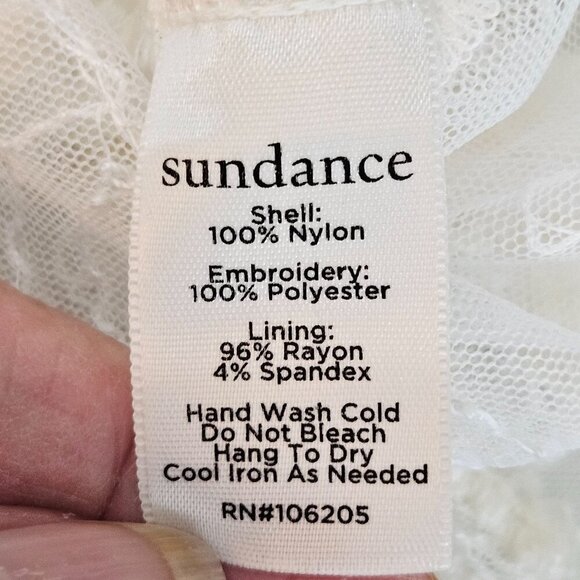 sundance
Shell:
100% Nylon
Embroidery:
100% Polyester
Lining:
96% Rayon
4% Spandex
Hand Wash Cold
Do Not Bleach
Hang To Dry
Cool Iron As Needed
RN#106205